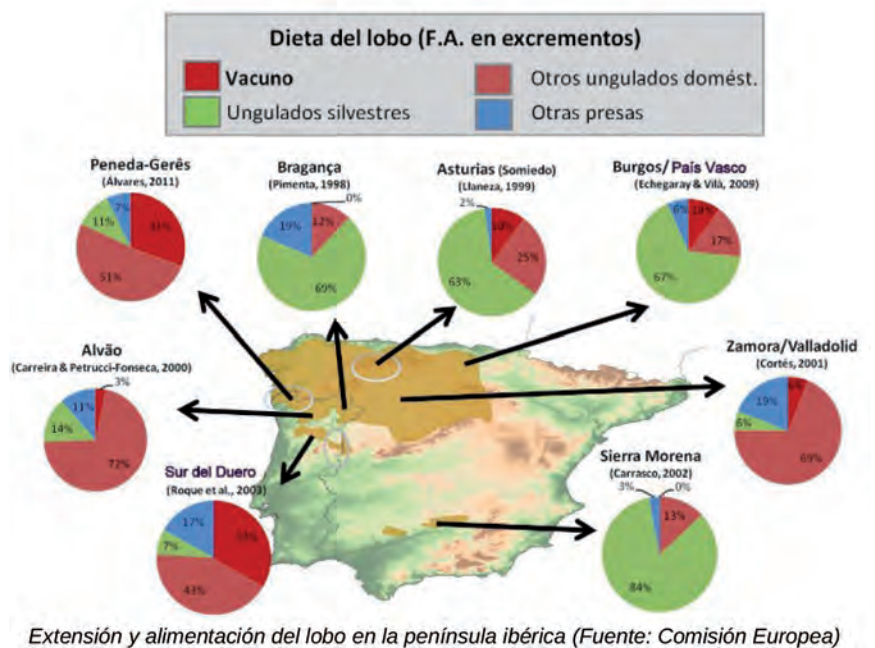 Dieta del lobo (F.A. en excrementos)
Vacuno
Otros ungulados domést.
Ungulados silvestres
Otras presas
Peneda-Gerês
(Álvares, 2011)
7%
11%
31%
51%
Bragança
(Pimenta, 1998)
0%
19%
12%
69%
Asturias (Somiedo)
(Llaneza, 1999)
2%
10%
25%
63%
Burgos/País Vasco
(Echegaray & Vilà, 2009)
6%
10%
17%
67%
Alvão
(Carreira & Petrucci-Fonseca, 2000)
3%
11%
14%
72%
Zamora/Valladolid
(Cortés, 2001)
6%
19%
6%
69%
Sur del Duero
(Roque et al., 2003)
17%
7%
43%
Sierra Morena
(Carrasco, 2002)
3%
0%
13%
84%
Extensión y alimentación del lobo en la península ibérica (Fuente: Comisión Europea)